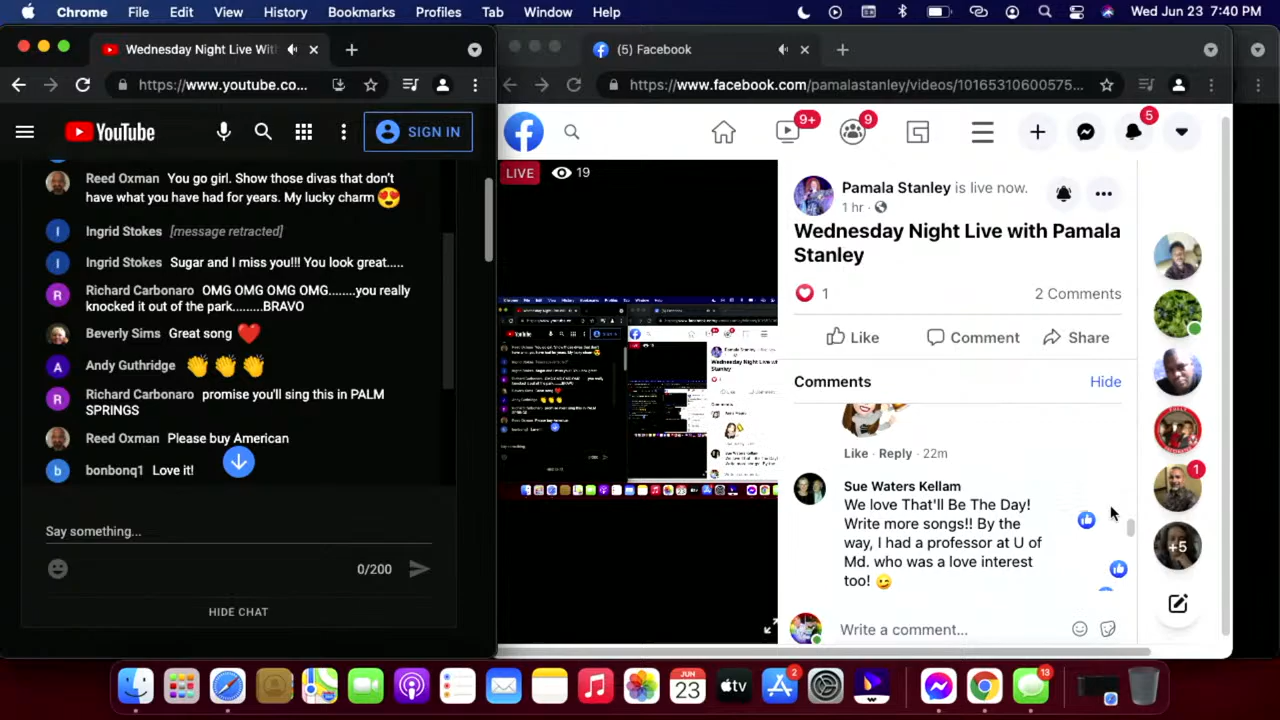 Chrome File Edit View History Bookmarks Profiles Tab Window Help Wed Jun 23 7:40 PM
Wednesday Night Live Wit
(5) Facebook
https://www.youtube.co...
https://www.facebook.com/pamalastanley/videos/10165310600575...
YouTube
SIGN IN
9+
9
5
Reed Oxman You go girl. Show those divas that don't
have what you have had for years. My lucky charm
Ingrid Stokes [message retracted]
Ingrid Stokes Sugar and I miss you!!! You look great.....
Richard Carbonaro OMG OMG OMG OMG........you really
knocked it out of the park.........BRAVO
Beverly Sims Great song
Andy Guthridge
Richard Carbonaro promise you'll sing this in PALM
SPRINGS
Reed Oxman Please buy American
bonbonq1 Love it!
Say something...
0/200
HIDE CHAT
LIVE 19
Pamala Stanley is live now.
1 hr
Wednesday Night Live with Pamala
Stanley
1
2 Comments
Like Comment Share
Comments Hide
Like · Reply · 22m
Sue Waters Kellam
We love That'll Be The Day!
Write more songs!! By the
way, I had a professor at U of
Md. who was a love interest
too!
Write a comment...
1
+5
JUN
23
tv
2
13